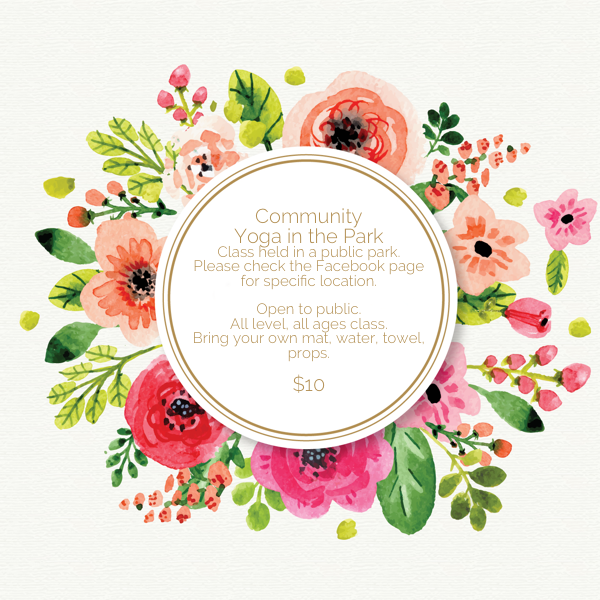 Community
Yoga in the Park
Class held in a public park.
Please check the Facebook page
for specific location.
Open to public.
All level, all ages class.
Bring your own mat, water, towel,
props.
$10